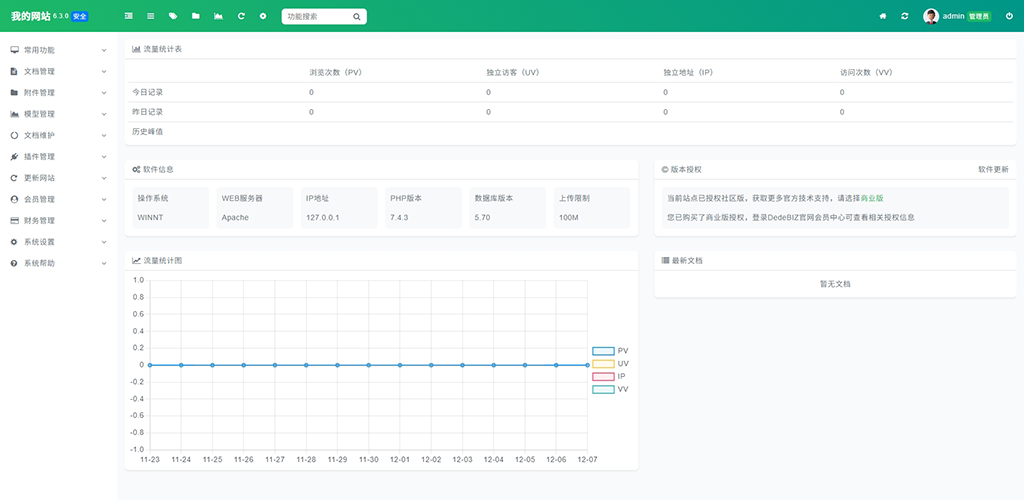 我的网站 6.3.0 安全 功能搜索 admin 管理员
常用功能
文档管理
附件管理
模型管理
文档维护
插件管理
更新网站
会员管理
财务管理
系统设置
系统帮助
流量统计表
浏览次数（PV） 独立访客（UV） 独立地址（IP） 访问次数（VV）
今日记录 0 0 0 0
昨日记录 0 0 0 0
历史峰值
软件信息
操作系统 WEB服务器 IP地址 PHP版本 数据库版本 上传限制
WINNT Apache 127.0.0.1 7.4.3 5.70 100M
版本授权 软件更新
当前站点已授权社区版，获取更多官方技术支持，请选择商业版
您已购买了商业版授权，登录DedeBIZ官网会员中心可查看相关授权信息
流量统计图
1.0
0.8
0.6
0.4
0.2
0
-0.2
-0.4
-0.6
-0.8
-1.0
11-23 11-24 11-25 11-26 11-27 11-28 11-29 11-30 12-01 12-02 12-03 12-04 12-05 12-06 12-07
PV
UV
IP
VV
最新文档
暂无文档